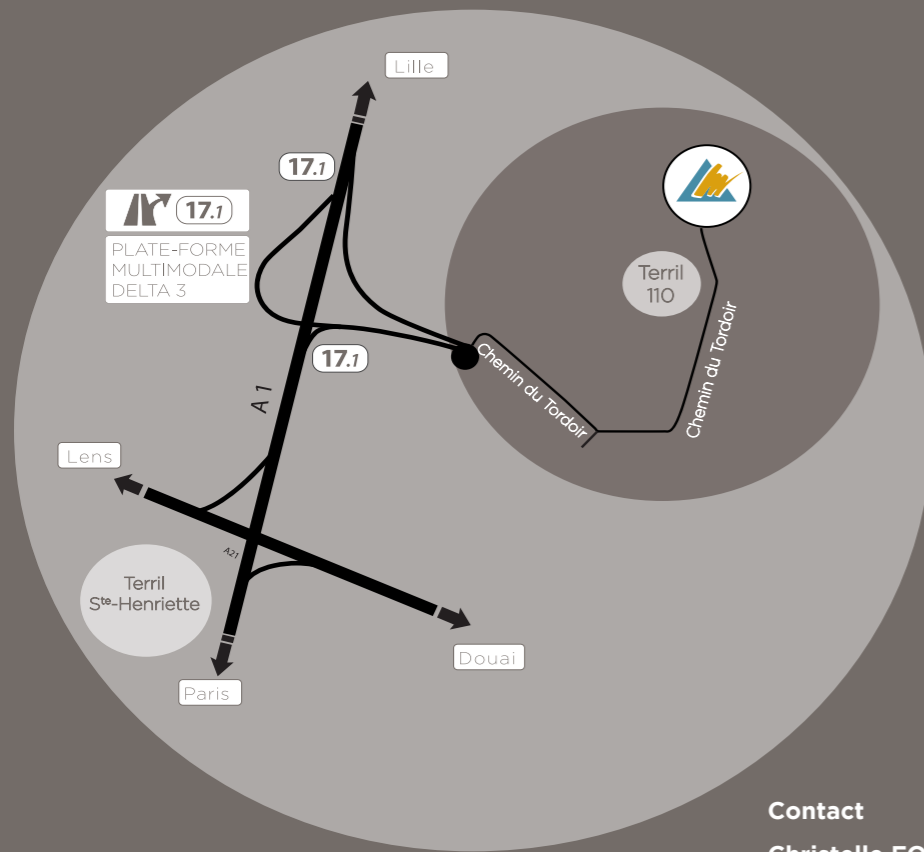 Lille
17.1
17.1
PLATE-FORME
MULTIMODALE
DELTA 3
Terril
110
17.1
Chemin du Tordoir
Chemin du Tordoir
A 1
Lens
A21
Terril
Ste-Henriette
Douai
Paris
Contact
Christelle